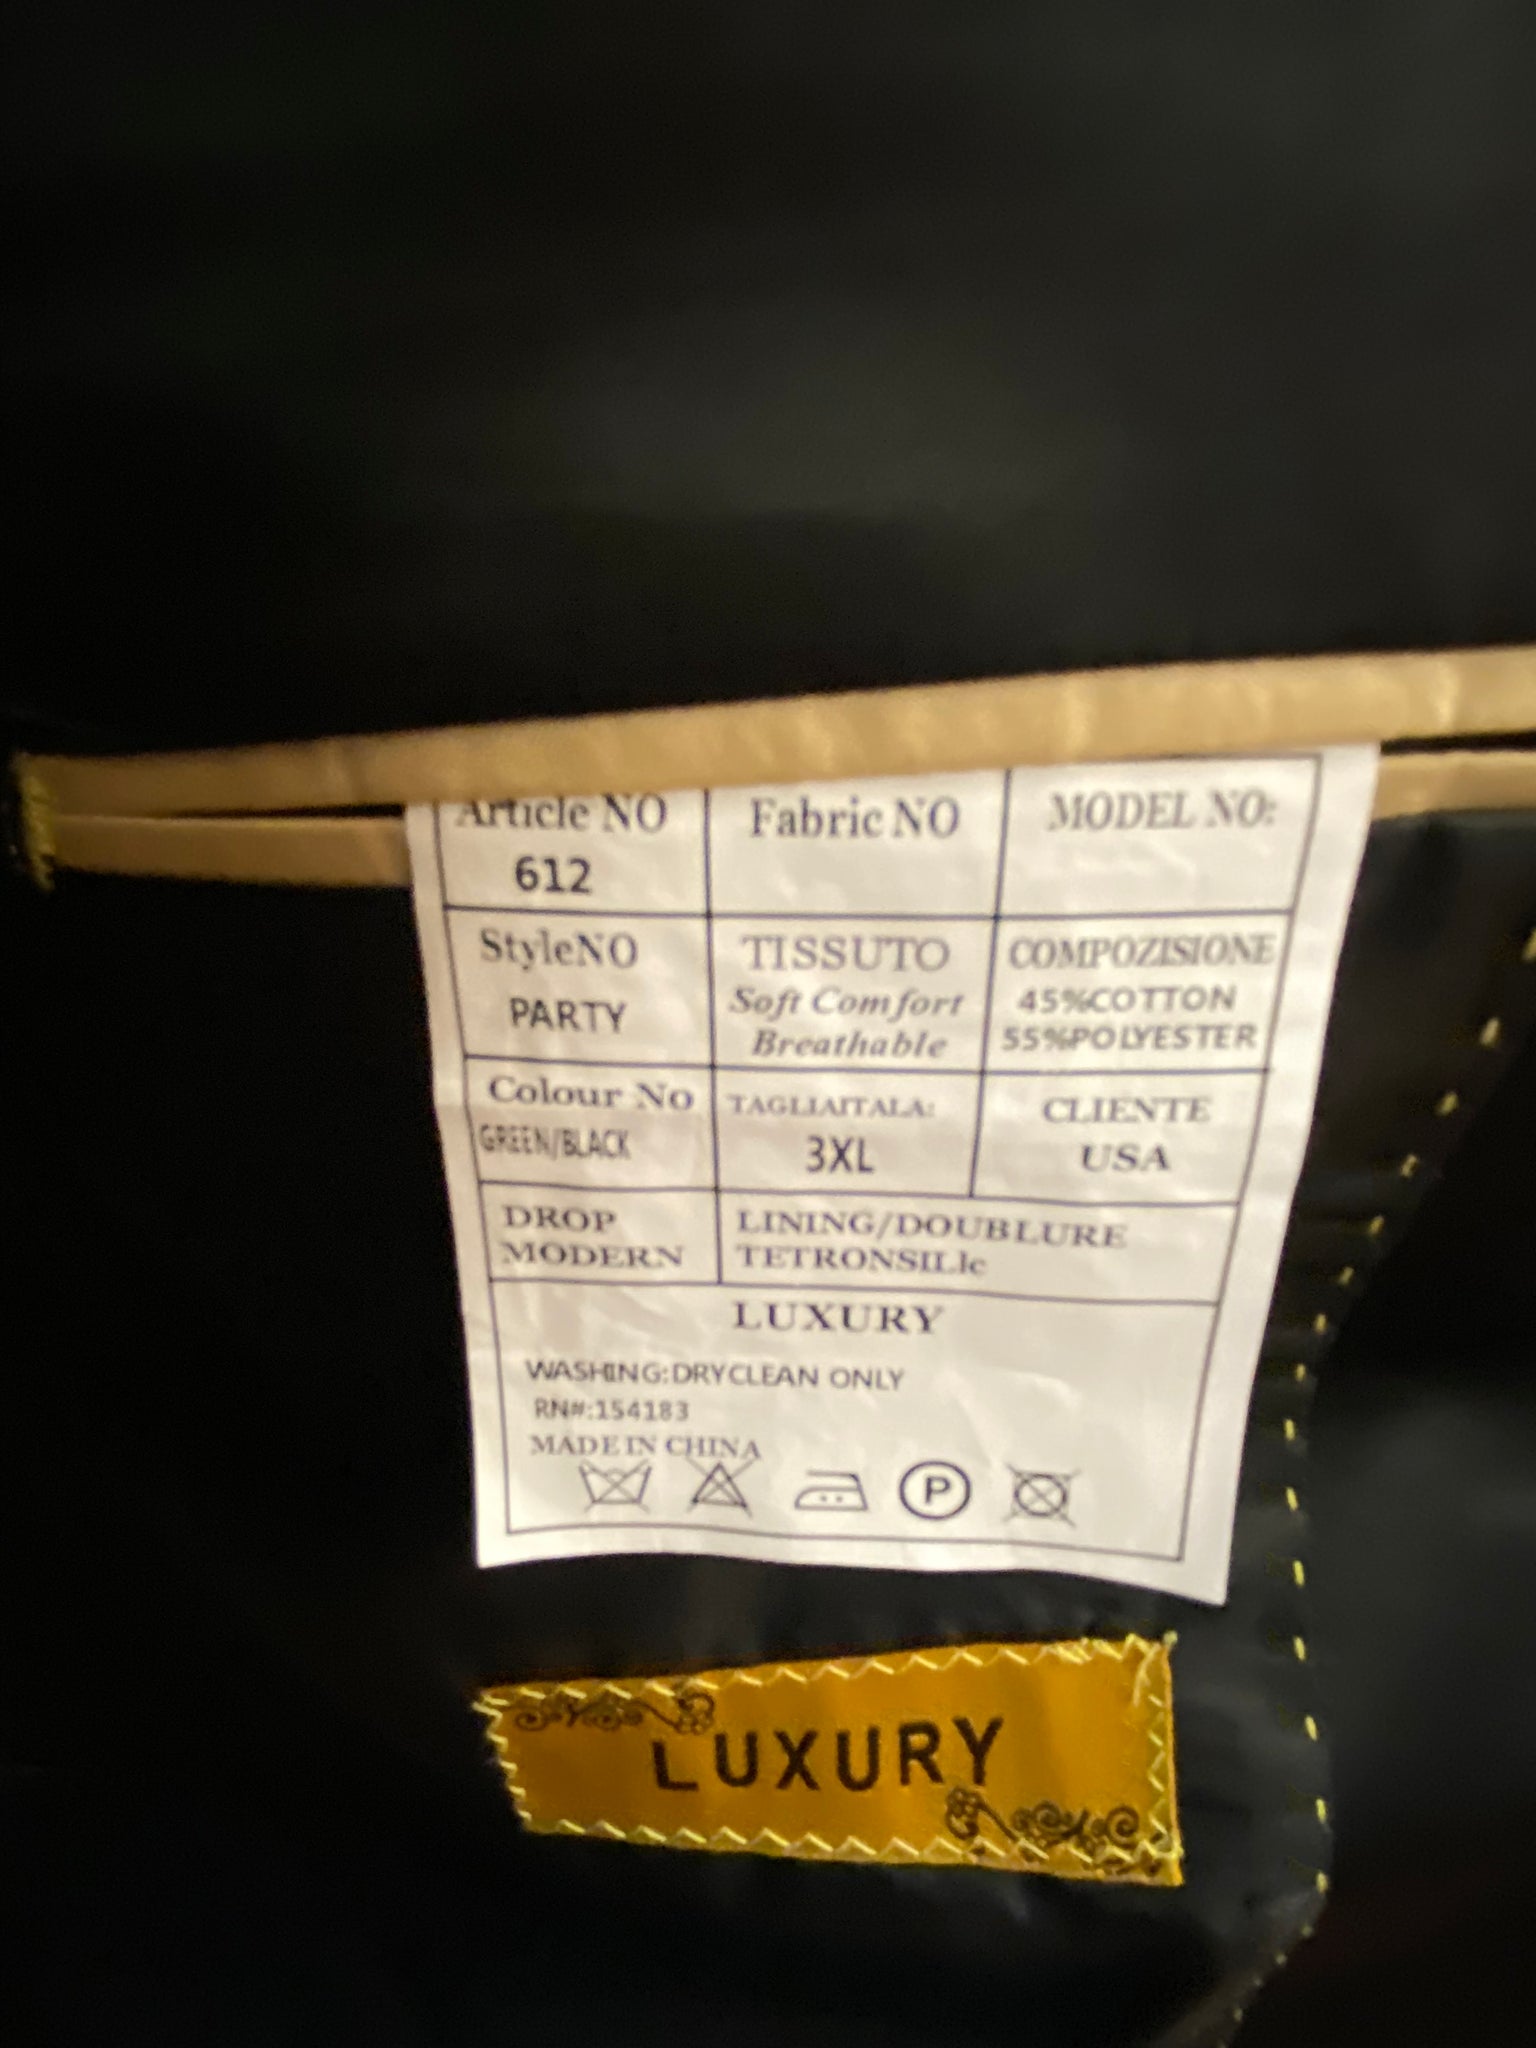 Article NO
612
Fabric NO
MODEL NO:
StyleNO
PARTY
TISSUTO
Soft Comfort
Breathable
COMPOZISIONE
45%COTTON
55%POLYESTER
Colour No
GREEN/BLACK
TAGLIAITALA:
3XL
CLIENTE
USA
DROP
MODERN
LINING/DOUBLURE
TETRONSILlc
LUXURY
WASHING:DRYCLEAN ONLY
RN#:154183
MADE IN CHINA
P
LUXURY